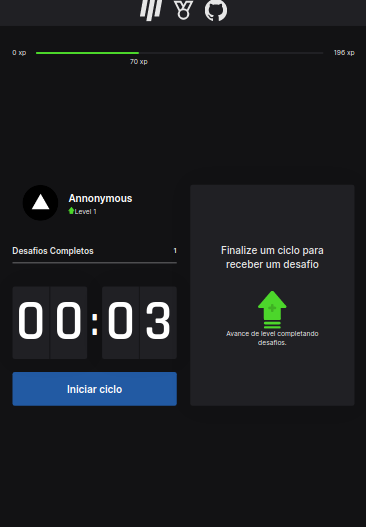 0 xp
196 xp
70 xp
Annonymous
Level 1
Desafios Completos 1
00:03
Iniciar ciclo
Finalize um ciclo para
receber um desafio
Avance de level completando
desafios.